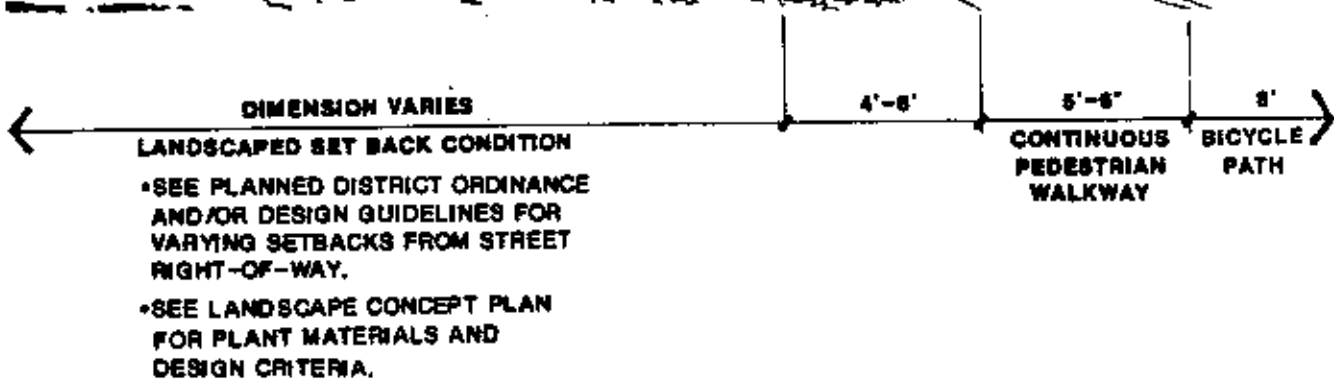 DIMENSION VARIES
4'-6'
5'-6"
8'
LANDSCAPED SET BACK CONDITION
CONTINUOUS
PEDESTRIAN
WALKWAY
BICYCLE
PATH
•SEE PLANNED DISTRICT ORDINANCE
AND/OR DESIGN GUIDELINES FOR
VARYING SETBACKS FROM STREET
RIGHT-OF-WAY.
•SEE LANDSCAPE CONCEPT PLAN
FOR PLANT MATERIALS AND
DESIGN CRITERIA.